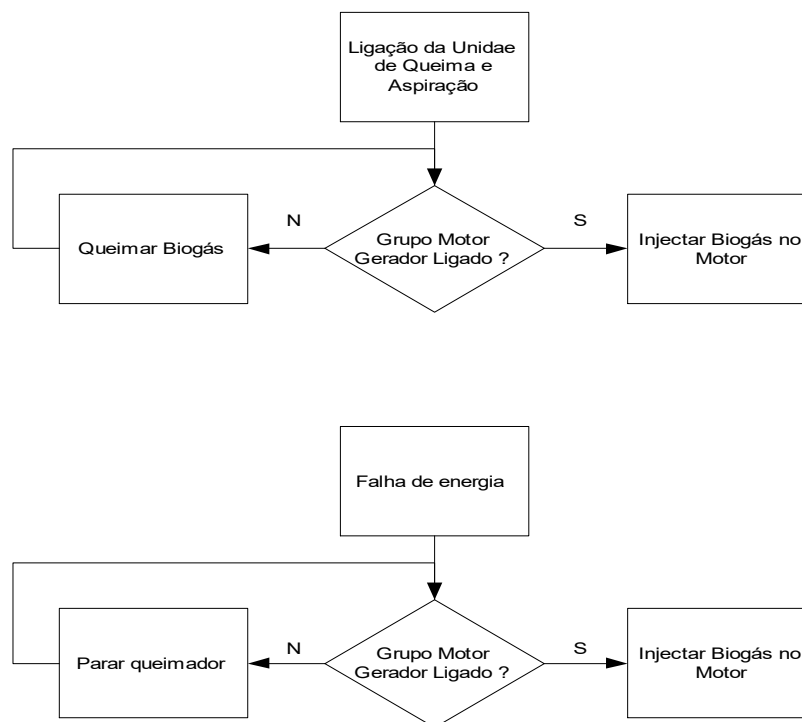 Ligação da Unidae
de Queima e
Aspiração
N
S
Queimar Biogás
Grupo Motor
Gerador Ligado ?
Injectar Biogás no
Motor
Falha de energia
N
S
Parar queimador
Grupo Motor
Gerador Ligado ?
Injectar Biogás no
Motor